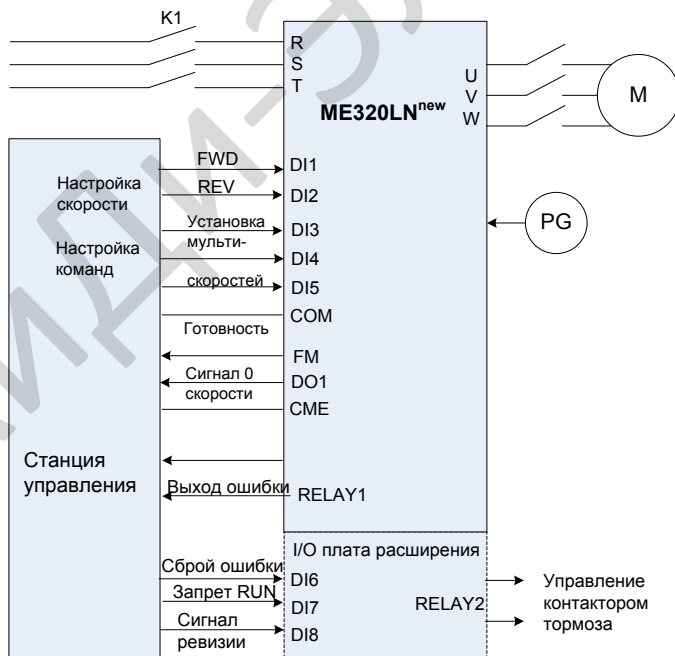 K1
R
S
T
ME320LNnew
U
V
W
M
PG
FWD
DI1
REV
DI2
Настройка
скорости
Установка
мульти-
DI3
Настройка
команд
DI4
скоростей
DI5
COM
Готовность
FM
Сигнал 0
скорости
DO1
CME
Станция
управления
Выход ошибки
RELAY1
I/O плата расширения
Сброй ошибки
DI6
Запрет RUN
DI7
RELAY2
Сигнал
ревизии
DI8
Управление
контактором
тормоза